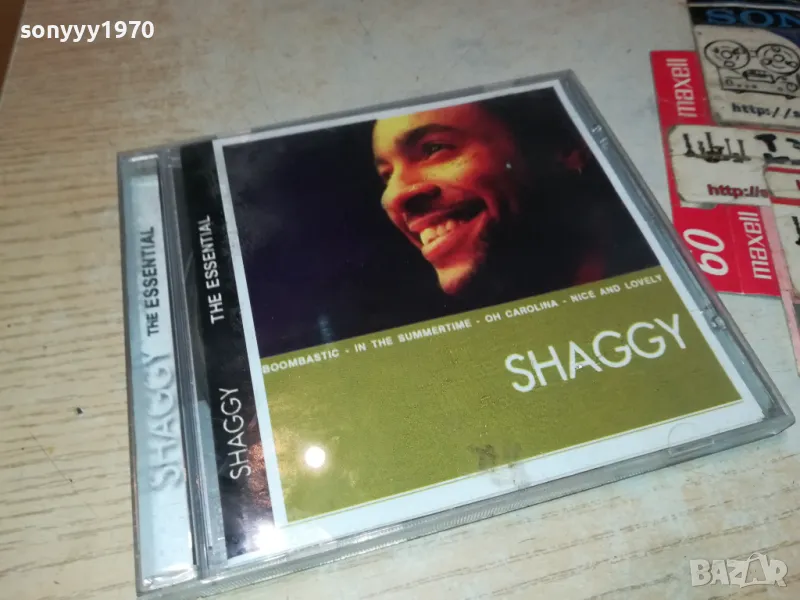 sonyyy1970
SHAGGY THE ESSENTIAL
SHAGGY THE ESSENTIAL
BOOMBASTIC - IN THE SUMMERTIME - OH CAROLINA - NICE AND LOVELY
SHAGGY
SON
maxell
http://s
http://s
60
maxell
BAZAR